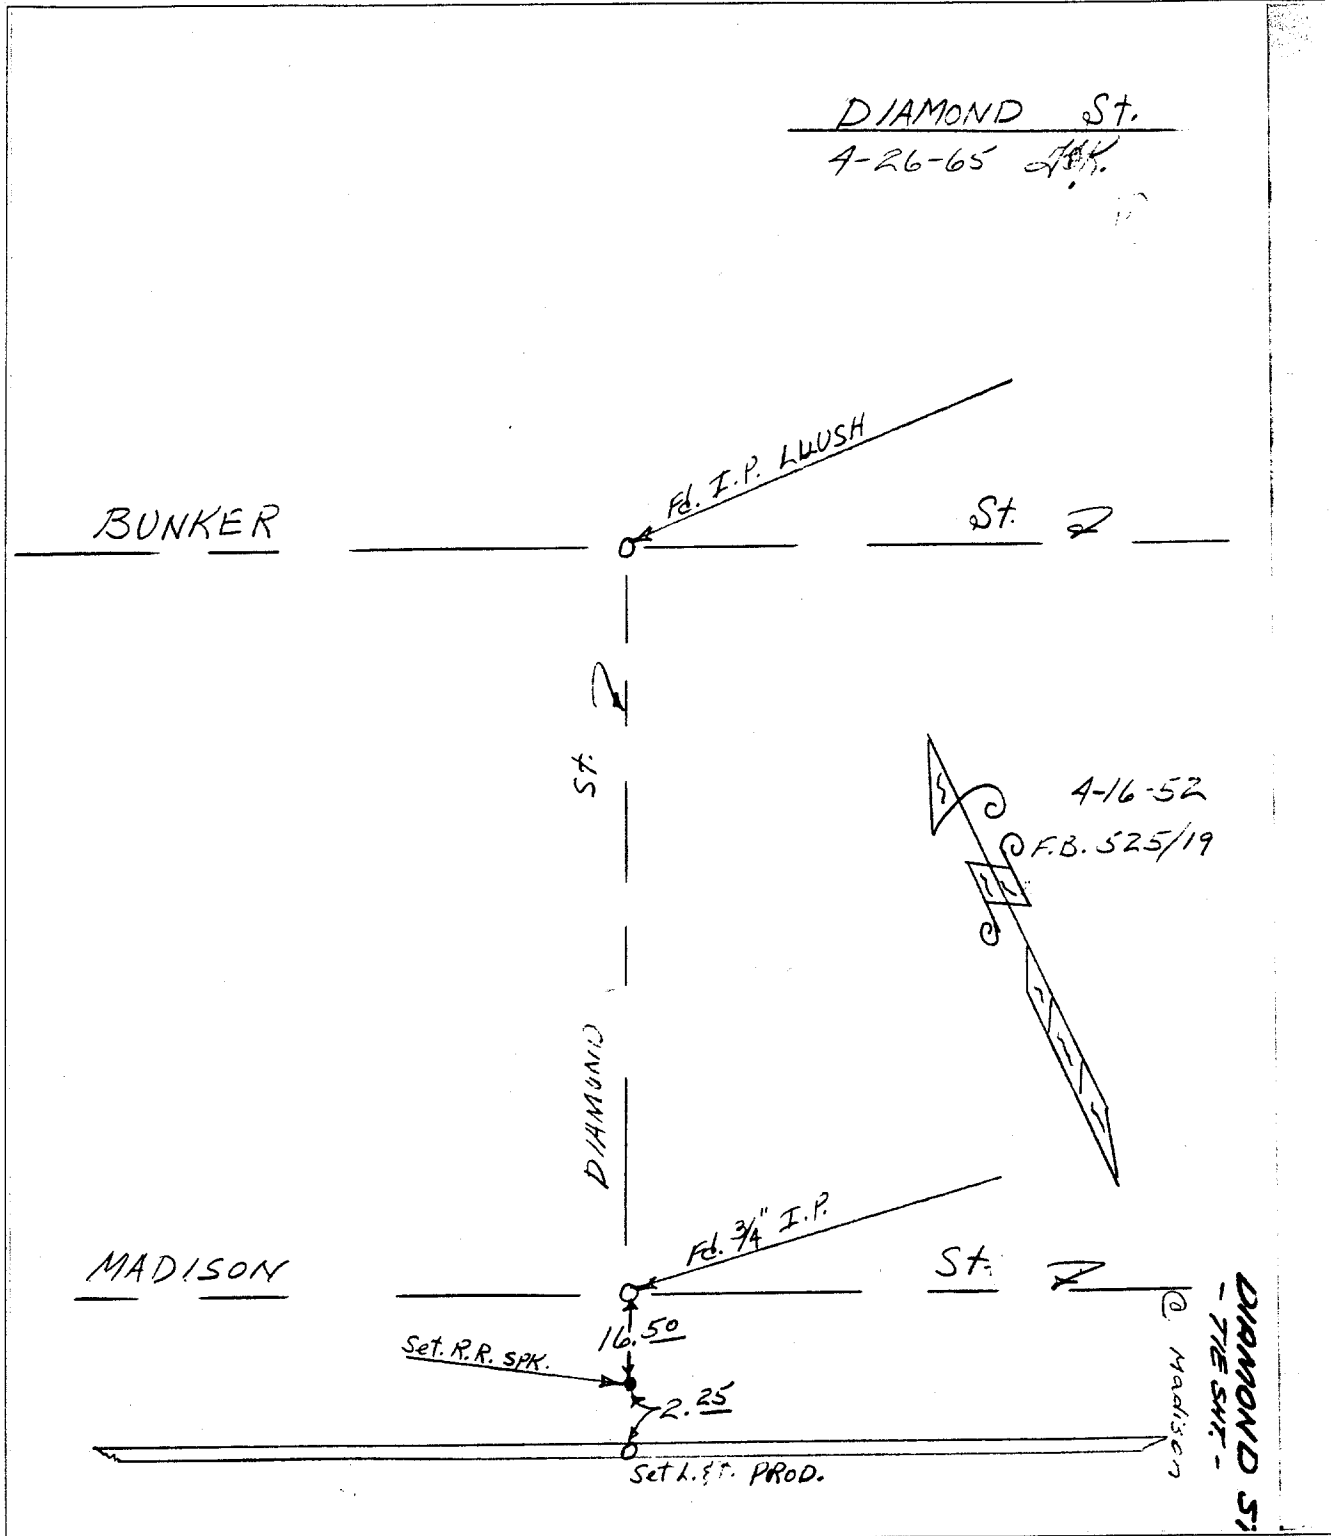 DIAMOND St.
4-26-65
Fd. I.P. LLUSH
BUNKER St.
St.
4-16-52
F.B. 525/19
DIAMOND
Fd. 3/4" I.P.
MADISON St.
16.50
Set. R.R. SPK.
2.25
Set L. & T. PROD.
DIAMOND St
- TIE SHT. -
@ Madison